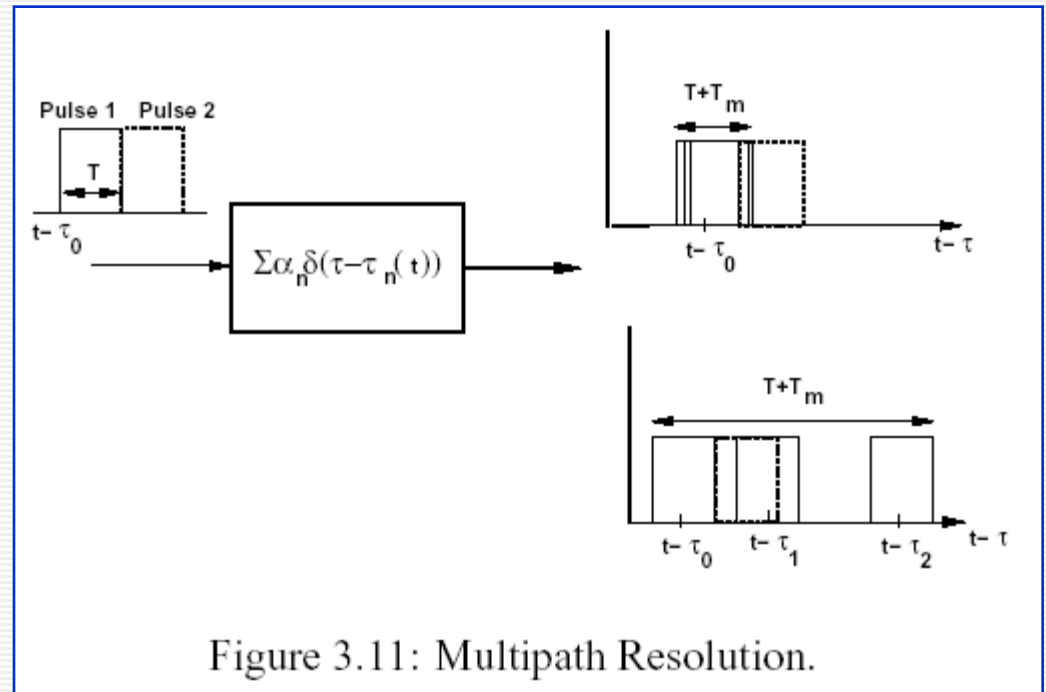 Pulse 1 Pulse 2
T
t− τ0
Σαnδ(τ−τn(t))
T+Tm
t− τ0
t− τ
T+Tm
t− τ0
t− τ1
t− τ2
t− τ
Figure 3.11: Multipath Resolution.